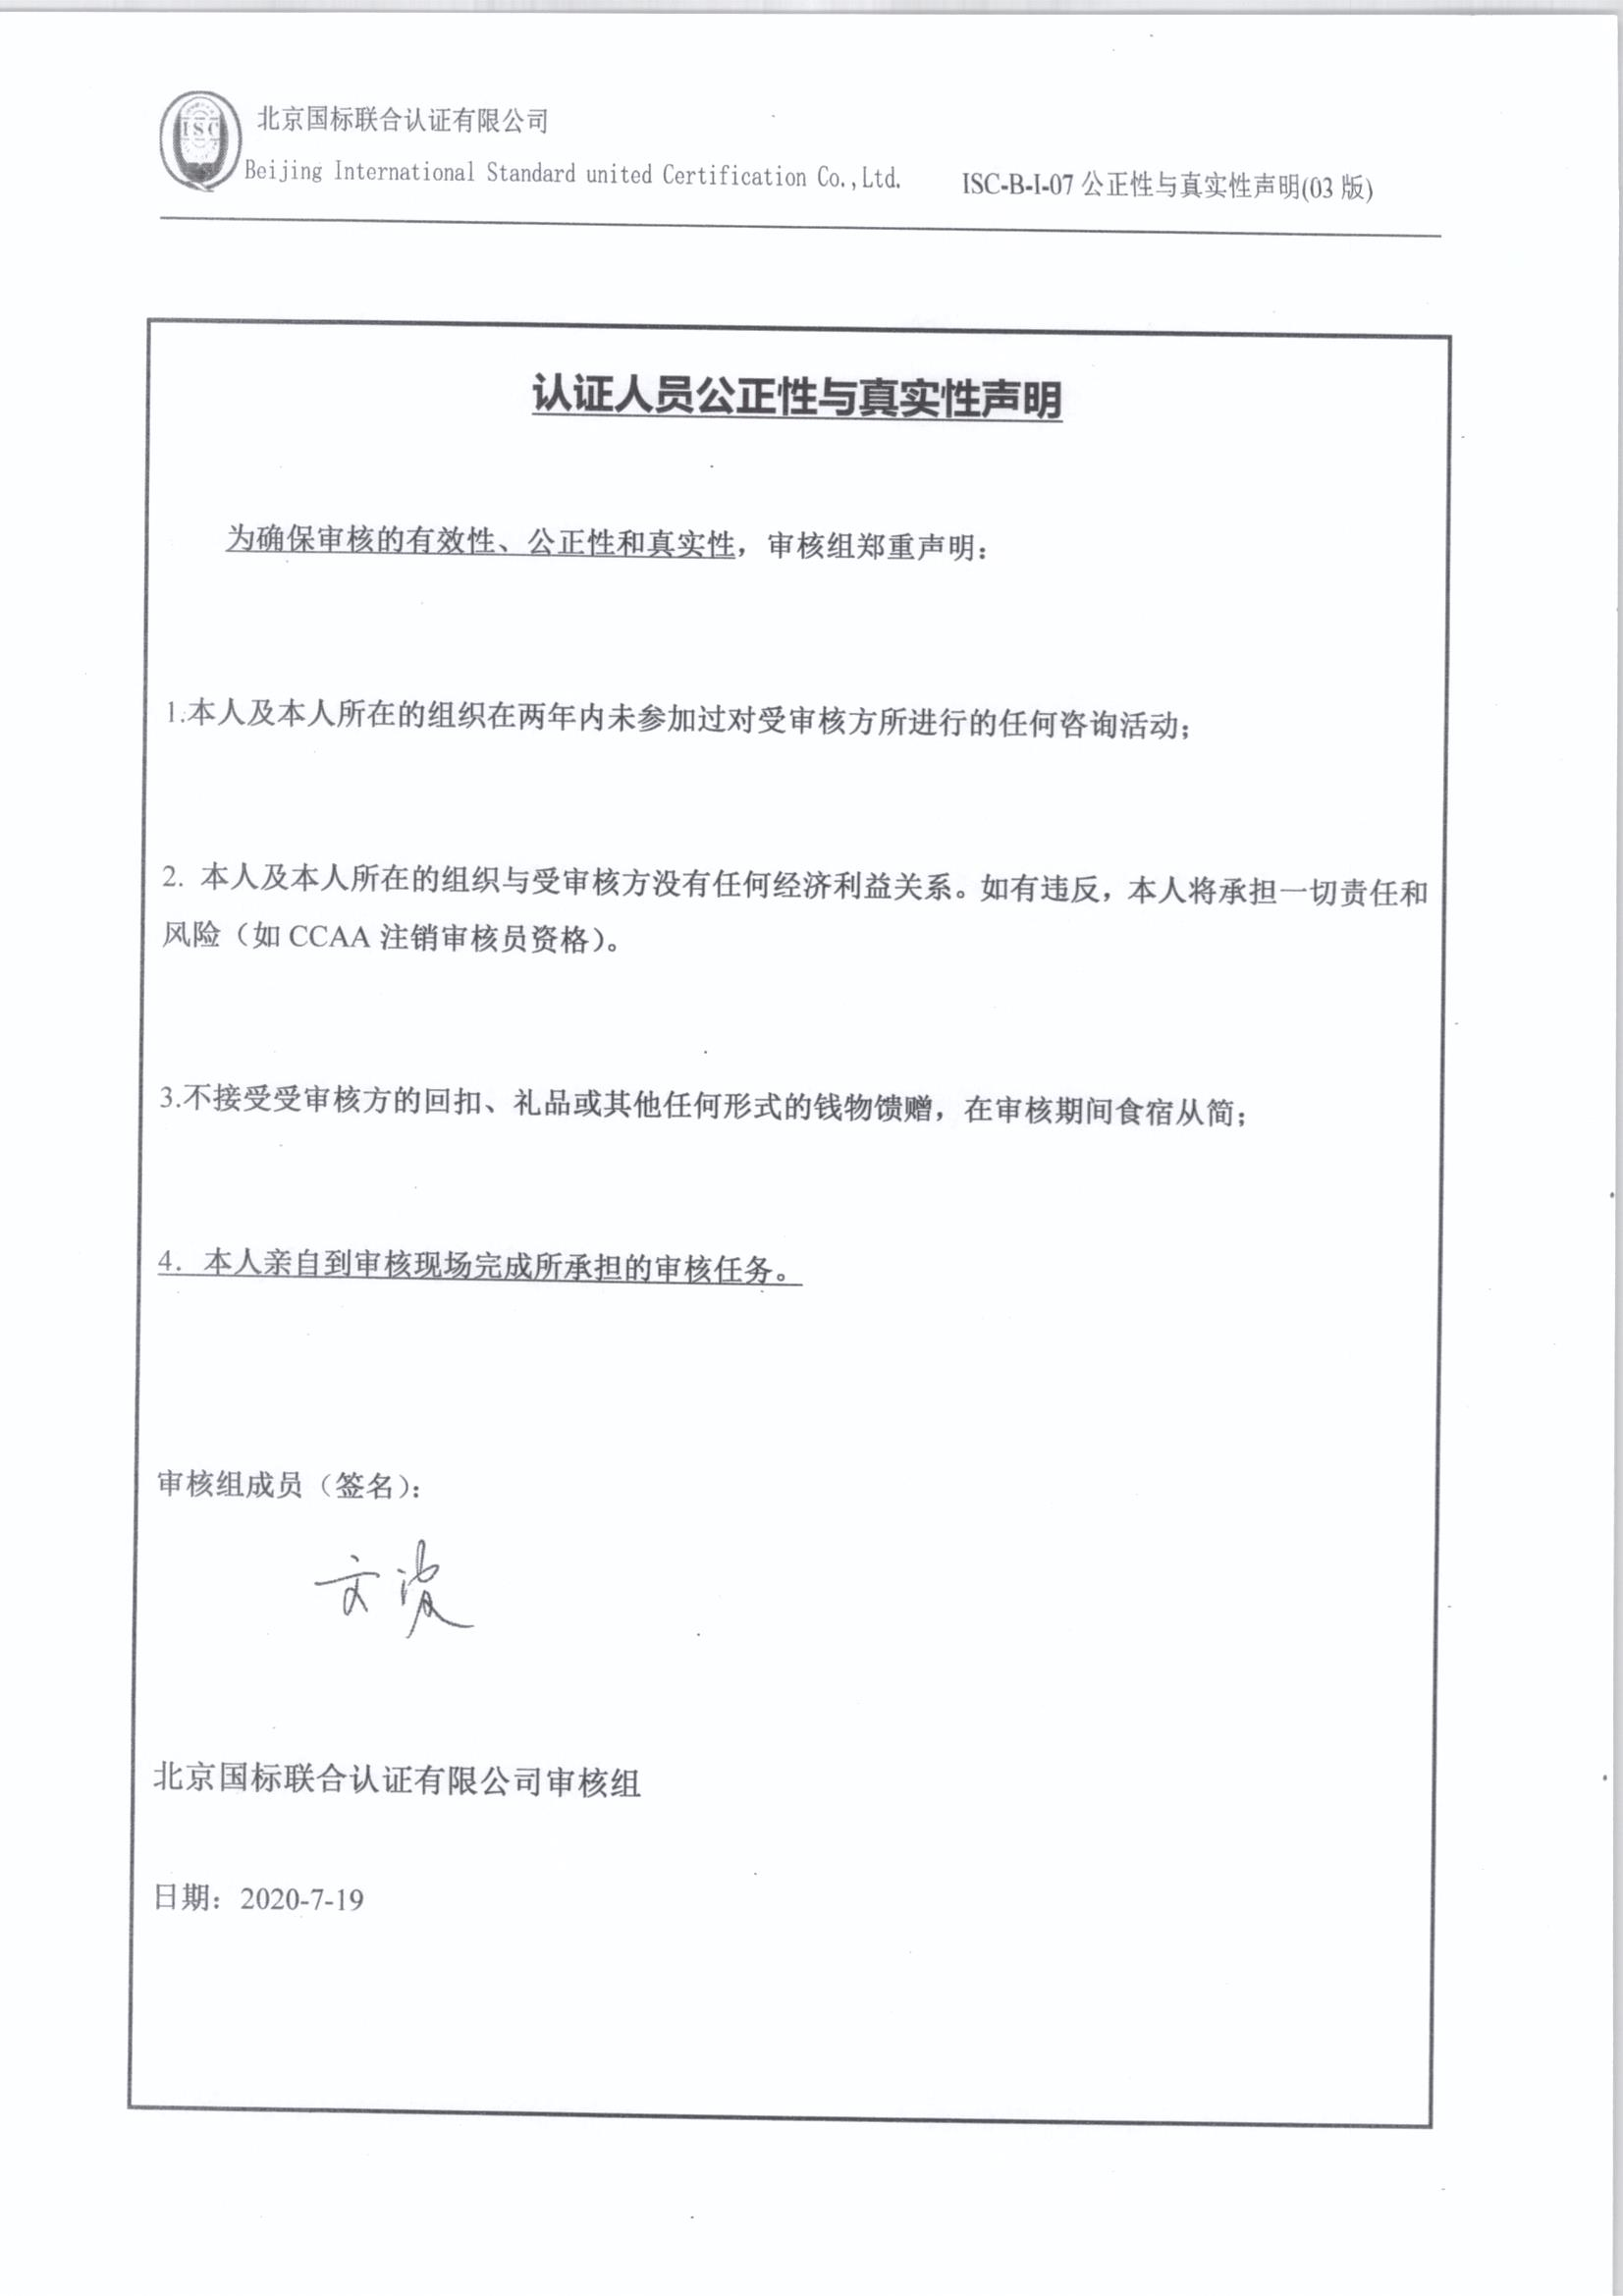 ISC
北京国标联合认证有限公司
Beijing International Standard united Certification Co.,Ltd. ISC-B-I-07 公正性与真实性声明(03 版)
认证人员公正性与真实性声明
为确保审核的有效性、公正性和真实性，审核组郑重声明：
1.本人及本人所在的组织在两年内未参加过对受审核方所进行的任何咨询活动；
2. 本人及本人所在的组织与受审核方没有任何经济利益关系。如有违反，本人将承担一切责任和
风险（如 CCAA 注销审核员资格）。
3.不接受受审核方的回扣、礼品或其他任何形式的钱物馈赠，在审核期间食宿从简；
4. 本人亲自到审核现场完成所承担的审核任务。
审核组成员（签名）：
文波
北京国标联合认证有限公司审核组
日期：2020-7-19